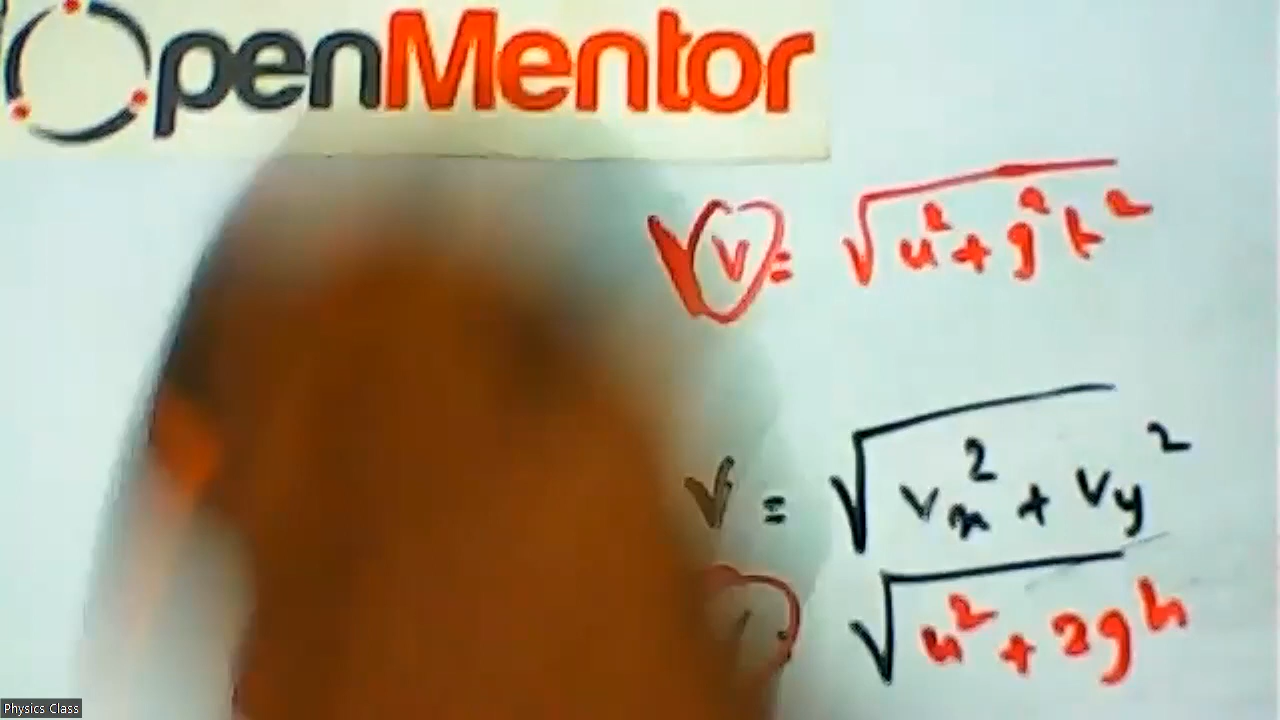 OpenMentor
v = √u² + g²t²
v = √vₓ² + vy²
√u² + 2gh
Physics Class